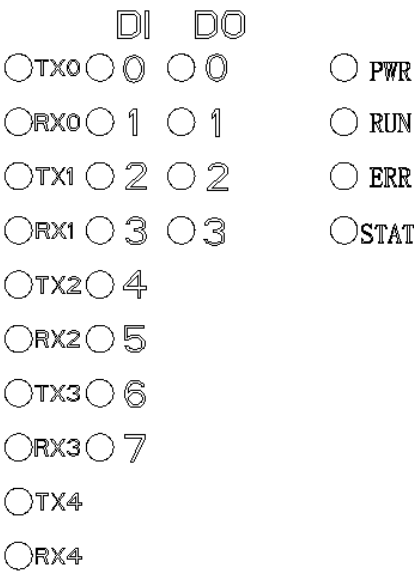 DI DO
TX0 0 0 PWR
RX0 1 1 RUN
TX1 2 2 ERR
RX1 3 3 STAT
TX2 4
RX2 5
TX3 6
RX3 7
TX4
RX4